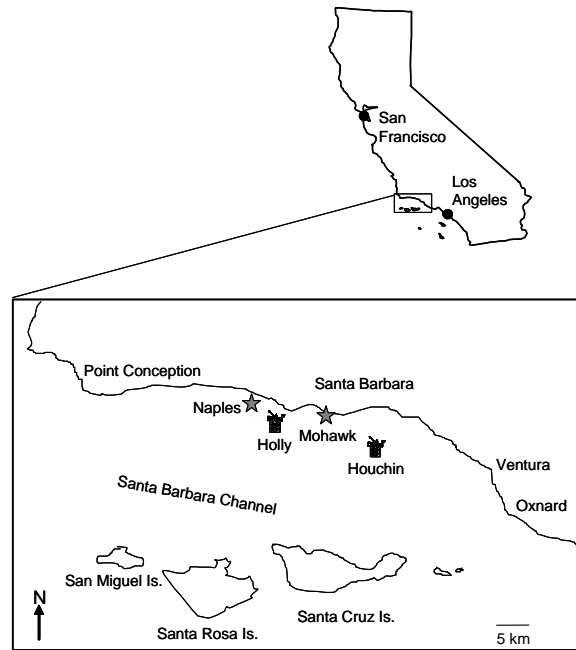 San
Francisco
Los
Angeles
Point Conception
Santa Barbara
Naples
Mohawk
Holly
Houchin
Ventura
Oxnard
Santa Barbara Channel
San Miguel Is.
Santa Rosa Is.
Santa Cruz Is.
N
5 km